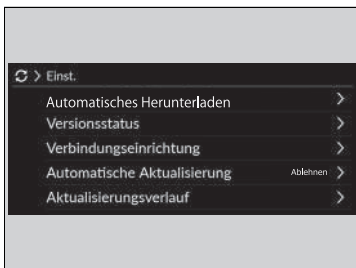 Einst.
Automatisches Herunterladen
Versionsstatus
Verbindungseinrichtung
Automatische Aktualisierung Ablehnen
Aktualisierungsverlauf